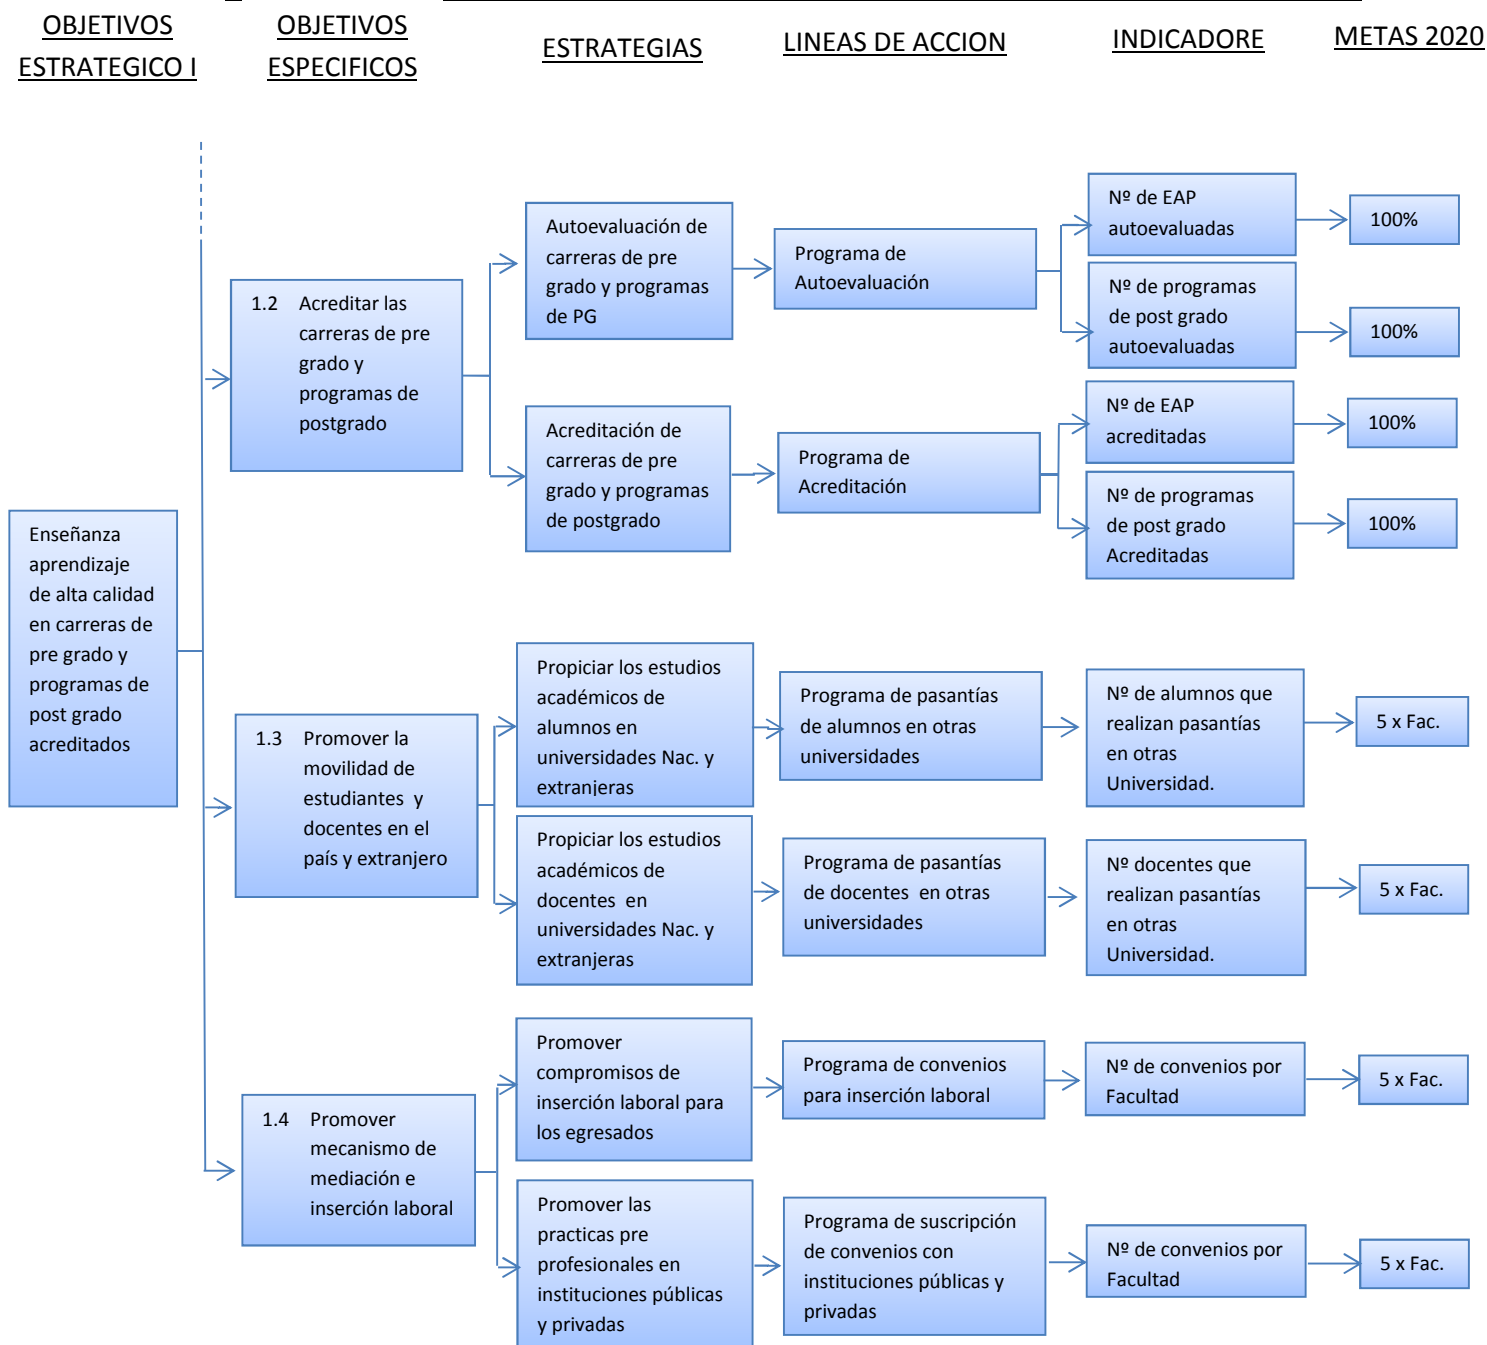 OBJETIVOS
ESTRATEGICO I
OBJETIVOS
ESPECIFICOS
ESTRATEGIAS
LINEAS DE ACCION
INDICADORE
METAS 2020
Enseñanza
aprendizaje
de alta calidad
en carreras de
pre grado y
programas de
post grado
acreditados
1.2 Acreditar las
carreras de pre
grado y
programas de
postgrado
Autoevaluación de
carreras de pre
grado y programas
de PG
Programa de
Autoevaluación
Nº de EAP
autoevaluadas
100%
Nº de programas
de post grado
autoevaluadas
100%
Acreditación de
carreras de pre
grado y programas
de postgrado
Programa de
Acreditación
Nº de EAP
acreditadas
100%
Nº de programas
de post grado
Acreditadas
100%
1.3 Promover la
movilidad de
estudiantes y
docentes en el
país y extranjero
Propiciar los estudios
académicos de
alumnos en
universidades Nac. y
extranjeras
Programa de pasantías
de alumnos en otras
universidades
Nº de alumnos que
realizan pasantías
en otras
Universidad.
5 x Fac.
Propiciar los estudios
académicos de
docentes en
universidades Nac. y
extranjeras
Programa de pasantías
de docentes en otras
universidades
Nº docentes que
realizan pasantías
en otras
Universidad.
5 x Fac.
1.4 Promover
mecanismo de
mediación e
inserción laboral
Promover
compromisos de
inserción laboral para
los egresados
Programa de convenios
para inserción laboral
Nº de convenios por
Facultad
5 x Fac.
Promover las
practicas pre
profesionales en
instituciones públicas
y privadas
Programa de suscripción
de convenios con
instituciones públicas y
privadas
Nº de convenios por
Facultad
5 x Fac.